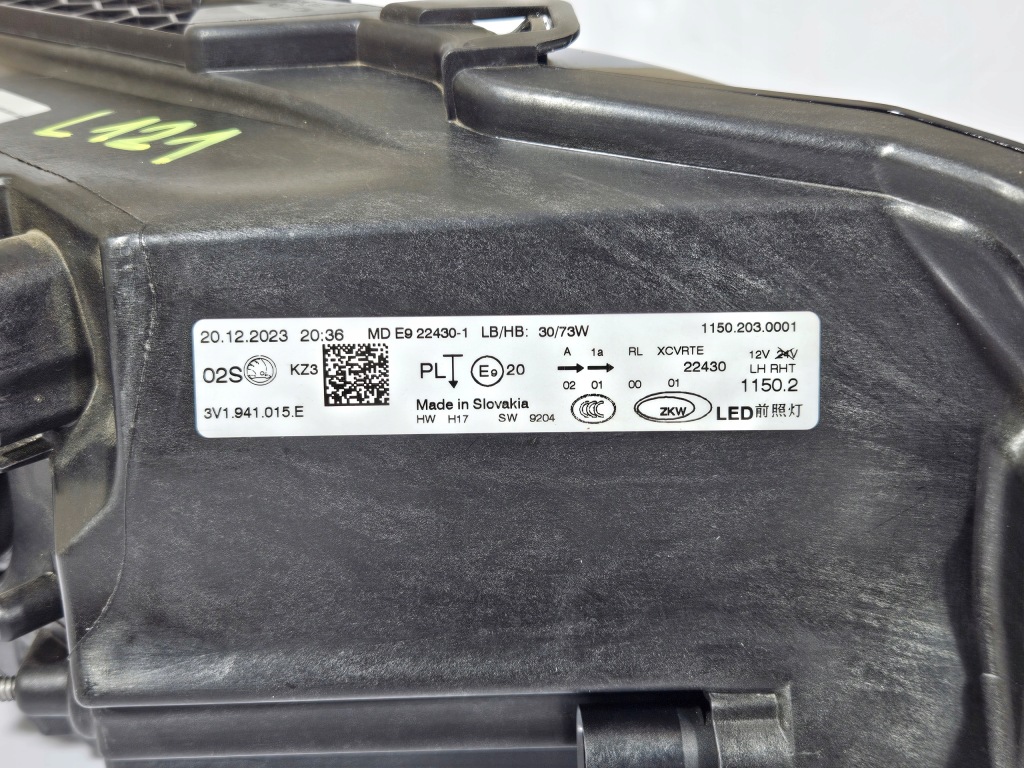 L121
20.12.2023 20:36 MD E9 22430-1 LB/HB: 30/73W 1150.203.0001
02S KZ3 PL E9 20 A 1a RL XCVRTE 12V 24V
22430 LH RHT
02 01 00 01 1150.2
3V1.941.015.E Made in Slovakia CCC ZKW LED前照灯
HW H17 SW 9204